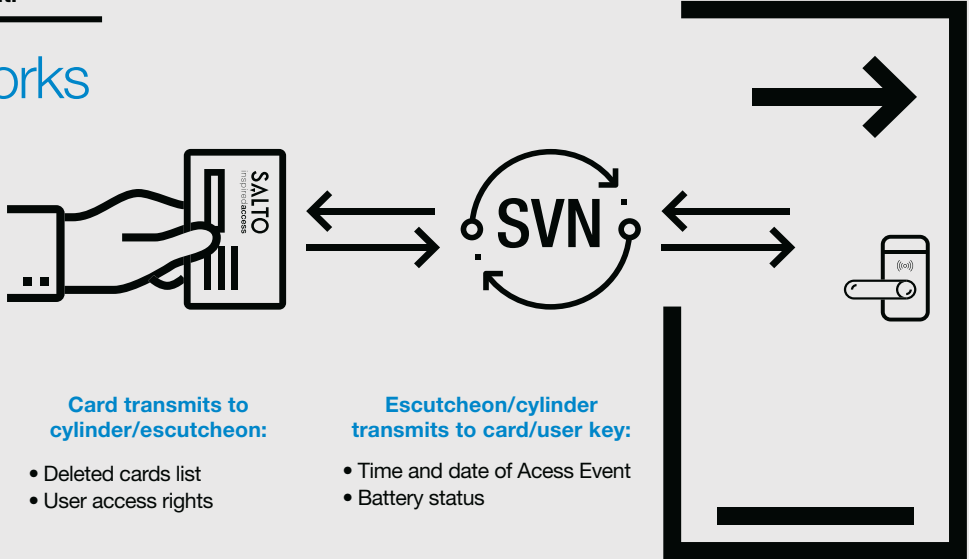 orks
SALTO
inspiredaccess
SVN
Card transmits to
cylinder/escutcheon:
• Deleted cards list
• User access rights
Escutcheon/cylinder
transmits to card/user key:
• Time and date of Acess Event
• Battery status